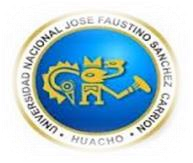 UNIVERSIDAD NACIONAL JOSE FAUSTINO SANCHEZ CARRION
• HUACHO •